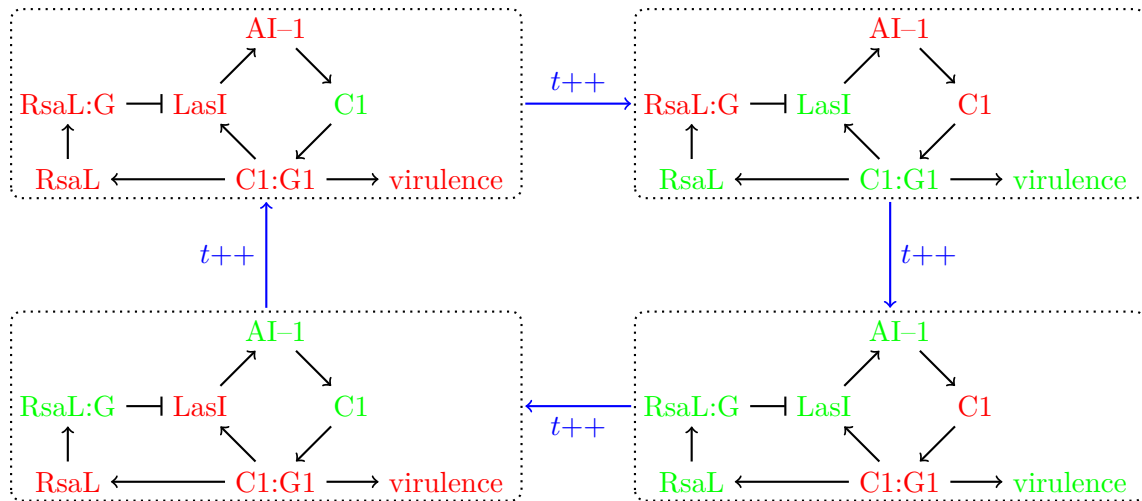 AI–1
RsaL:G LasI C1
RsaL C1:G1 virulence
t++
AI–1
RsaL:G LasI C1
RsaL C1:G1 virulence
t++
t++
AI–1
RsaL:G LasI C1
RsaL C1:G1 virulence
t++
AI–1
RsaL:G LasI C1
RsaL C1:G1 virulence